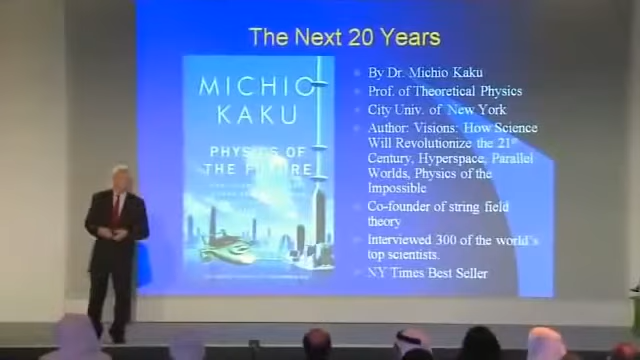 The Next 20 Years
MICHIO
KAKU
PHYSICS OF
THE FUTURE
By Dr. Michio Kaku
Prof. of Theoretical Physics
City Univ. of New York
Author: Visions: How Science
Will Revolutionize the 21st
Century, Hyperspace, Parallel
Worlds, Physics of the
Impossible
Co-founder of string field
theory
Interviewed 300 of the world's
top scientists.
NY Times Best Seller